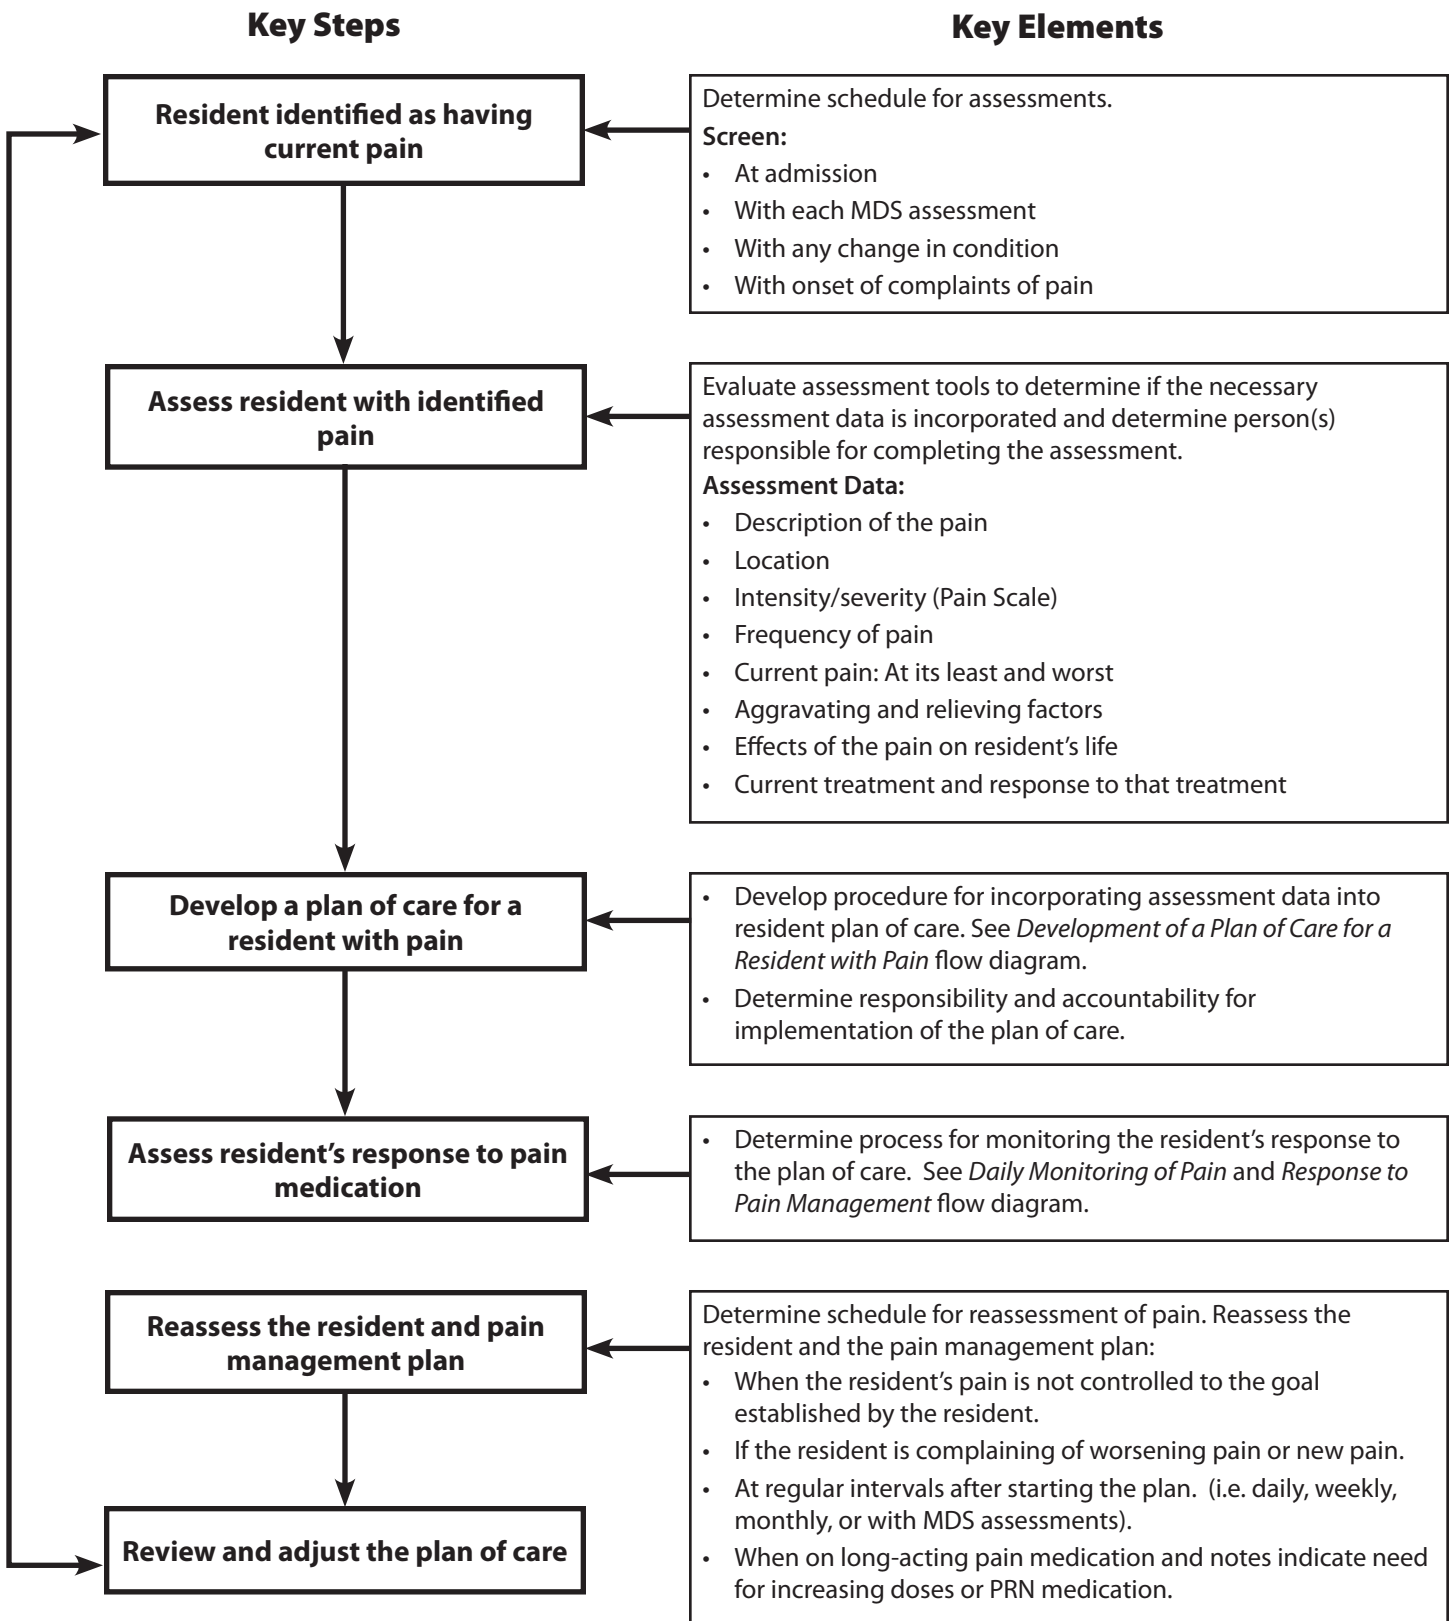 Key Steps
Key Elements
Resident identified as having
current pain
Determine schedule for assessments.
Screen:
• At admission
• With each MDS assessment
• With any change in condition
• With onset of complaints of pain
Assess resident with identified
pain
Evaluate assessment tools to determine if the necessary
assessment data is incorporated and determine person(s)
responsible for completing the assessment.
Assessment Data:
• Description of the pain
• Location
• Intensity/severity (Pain Scale)
• Frequency of pain
• Current pain: At its least and worst
• Aggravating and relieving factors
• Effects of the pain on resident’s life
• Current treatment and response to that treatment
Develop a plan of care for a
resident with pain
• Develop procedure for incorporating assessment data into
resident plan of care. See Development of a Plan of Care for a
Resident with Pain flow diagram.
• Determine responsibility and accountability for
implementation of the plan of care.
Assess resident’s response to pain
medication
• Determine process for monitoring the resident’s response to
the plan of care. See Daily Monitoring of Pain and Response to
Pain Management flow diagram.
Reassess the resident and pain
management plan
Determine schedule for reassessment of pain. Reassess the
resident and the pain management plan:
• When the resident’s pain is not controlled to the goal
established by the resident.
• If the resident is complaining of worsening pain or new pain.
• At regular intervals after starting the plan. (i.e. daily, weekly,
monthly, or with MDS assessments).
• When on long-acting pain medication and notes indicate need
for increasing doses or PRN medication.
Review and adjust the plan of care